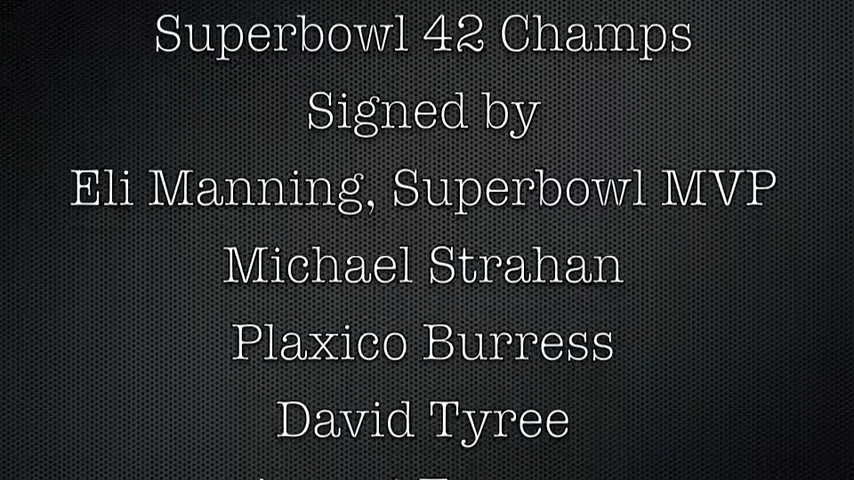 Superbowl 42 Champs
Signed by
Eli Manning, Superbowl MVP
Michael Strahan
Plaxico Burress
David Tyree